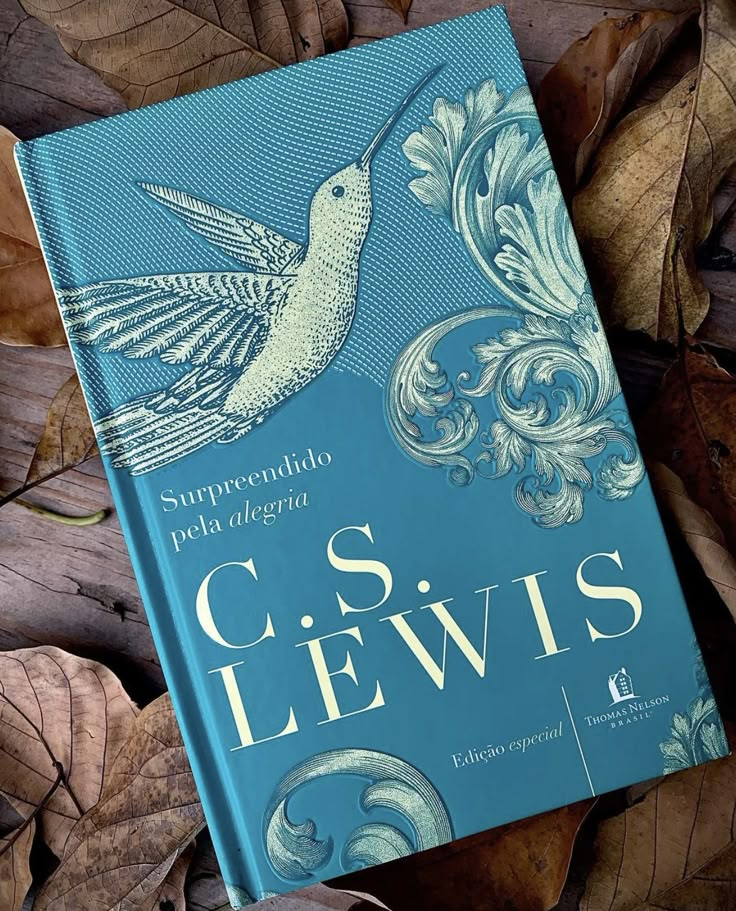 Surpreendido
pela alegria
C.S.
LEWIS
Edição especial
THOMAS NELSON
BRASIL